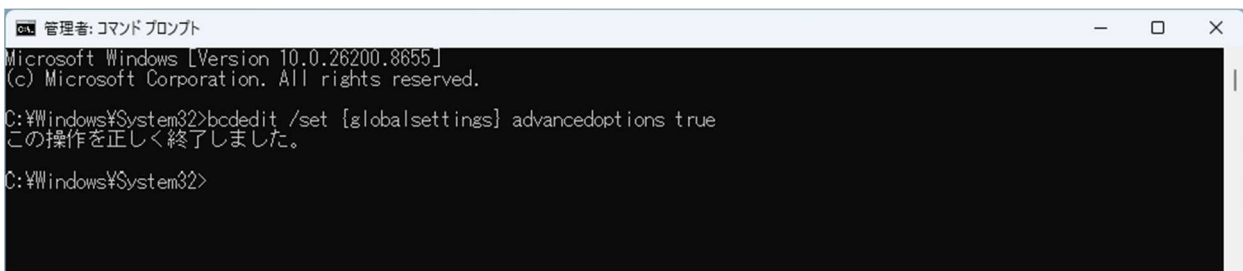 管理者: コマンド プロンプト
Microsoft Windows [Version 10.0.26200.8655]
(c) Microsoft Corporation. All rights reserved.
C:¥Windows¥System32>bcdedit /set {globalsettings} advancedoptions true
この操作を正しく終了しました。
C:¥Windows¥System32>